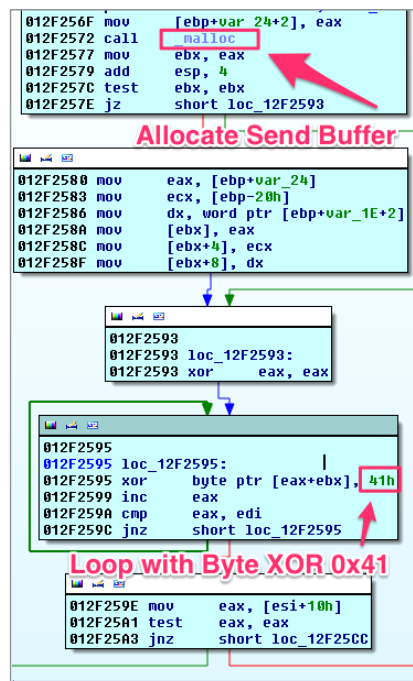 012F256F mov [ebp+var_24+2], eax
012F2572 call _malloc
012F2577 mov ebx, eax
012F2579 add esp, 4
012F257C test ebx, ebx
012F257E jz short loc_12F2593
Allocate Send Buffer
012F2580 mov eax, [ebp+var_24]
012F2583 mov ecx, [ebp-20h]
012F2586 mov dx, word ptr [ebp+var_1E+2]
012F258A mov [ebx], eax
012F258C mov [ebx+4], ecx
012F258F mov [ebx+8], dx
012F2593
012F2593 loc_12F2593:
012F2593 xor eax, eax
012F2595
012F2595 loc_12F2595:
012F2595 xor byte ptr [eax+ebx], 41h
012F2599 inc eax
012F259A cmp eax, edi
012F259C jnz short loc_12F2595
Loop with Byte XOR 0x41
012F259E mov eax, [esi+10h]
012F25A1 test eax, eax
012F25A3 jnz short loc_12F25CC